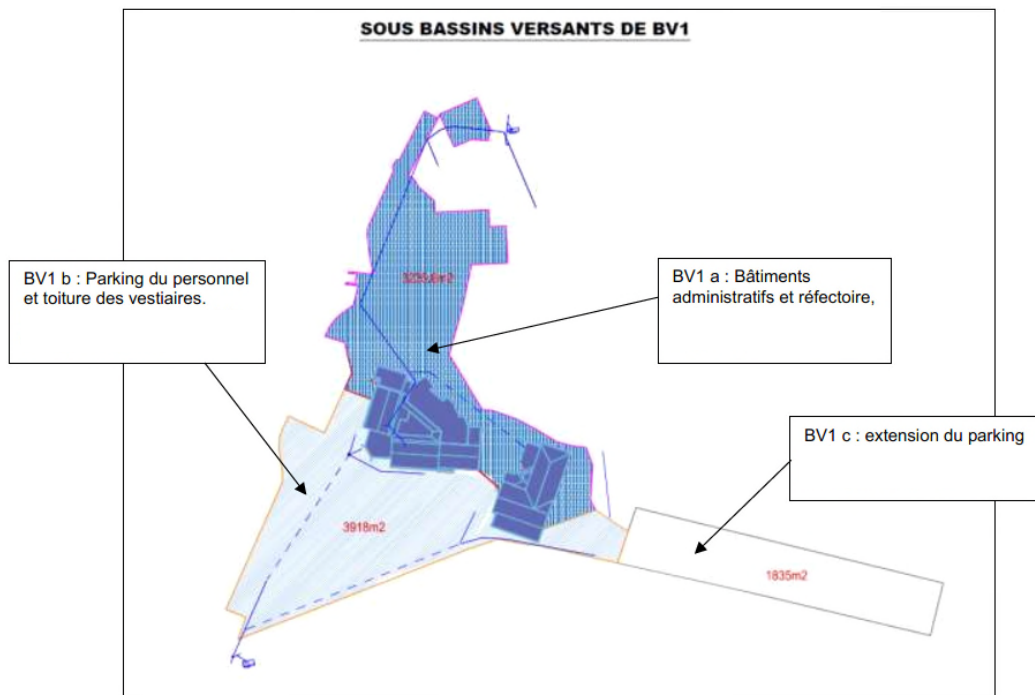 SOUS BASSINS VERSANTS DE BV1
BV1 b : Parking du personnel
et toiture des vestiaires.
BV1 a : Bâtiments
administratifs et réfectoire,
BV1 c : extension du parking
3918m2
1835m2